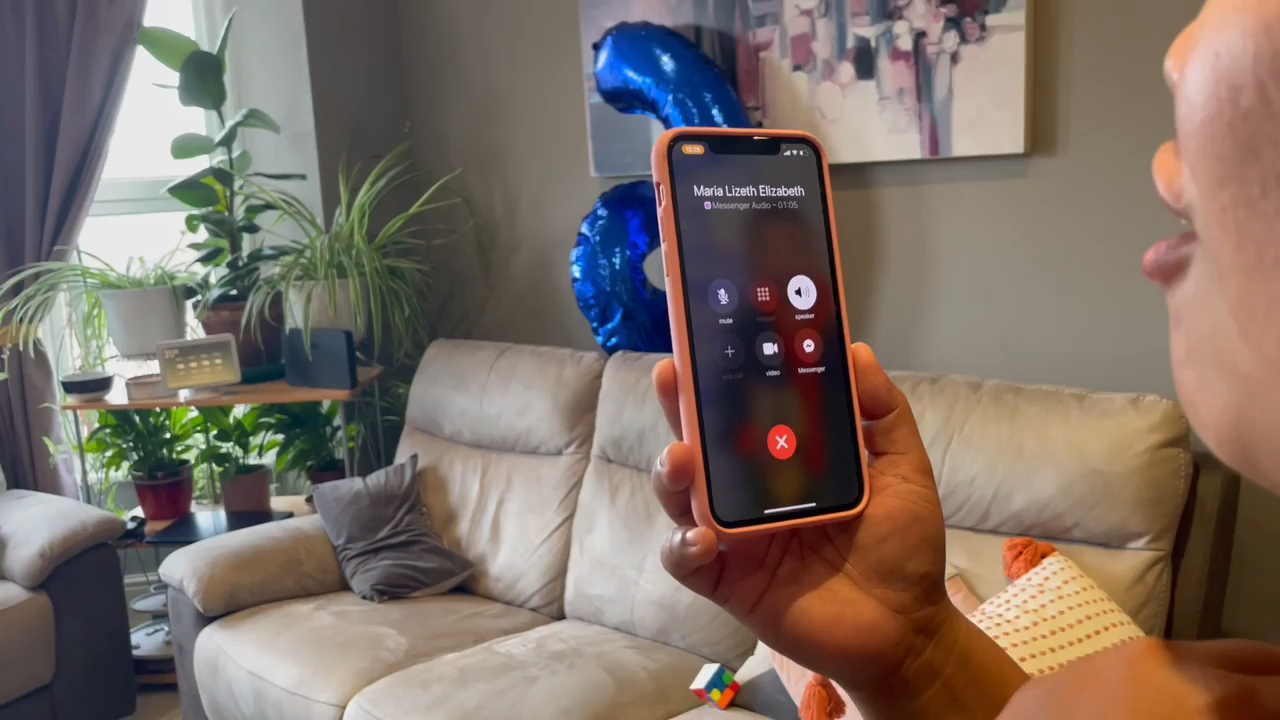 Maria Lizeth Elizabeth
Messenger Audio – 01:05
mute
speaker
video
Messenger